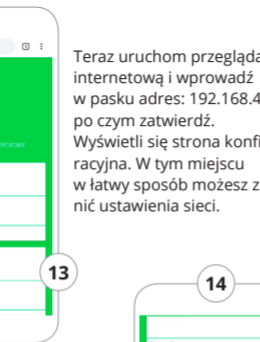 Teraz uruchom przegląda
internetową i wprowadź
w pasku adres: 192.168.4
po czym zatwierdź.
Wyświetli się strona konfi
racyjna. W tym miejscu
w łatwy sposób możesz z
nić ustawienia sieci.
13
14